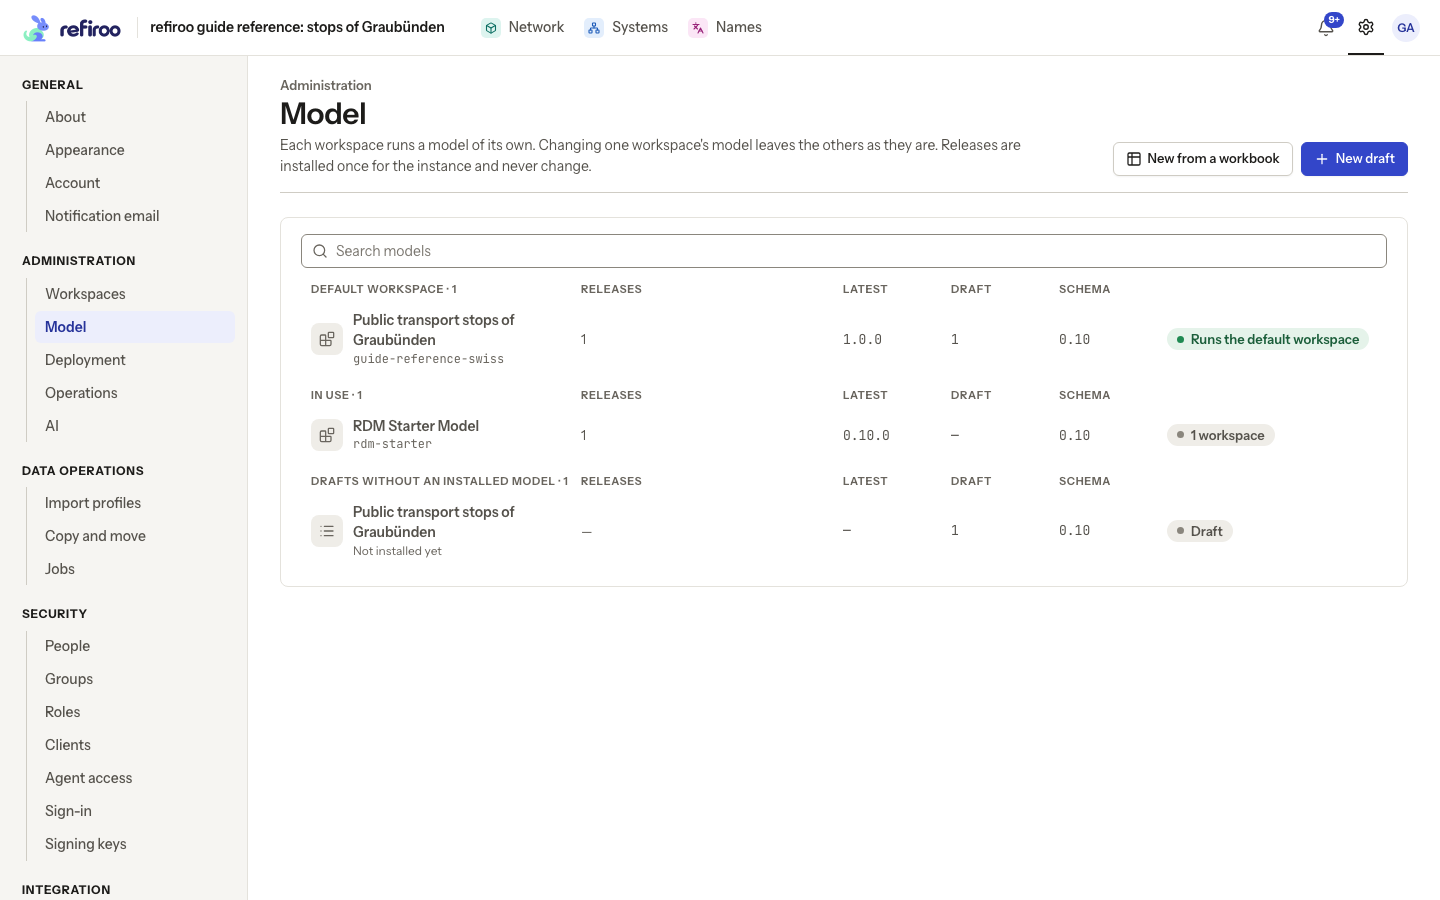 refiroo
refiroo guide reference: stops of Graubünden
Network
Systems
Names
9+
GA
GENERAL
About
Appearance
Account
Notification email
ADMINISTRATION
Workspaces
Model
Deployment
Operations
AI
DATA OPERATIONS
Import profiles
Copy and move
Jobs
SECURITY
People
Groups
Roles
Clients
Agent access
Sign-in
Signing keys
INTEGRATION
Administration
Model
Each workspace runs a model of its own. Changing one workspace's model leaves the others as they are. Releases are
installed once for the instance and never change.
New from a workbook
New draft
Search models
DEFAULT WORKSPACE · 1 RELEASES LATEST DRAFT SCHEMA
Public transport stops of
Graubünden
guide-reference-swiss
1 1.0.0 1 0.10 Runs the default workspace
IN USE · 1 RELEASES LATEST DRAFT SCHEMA
RDM Starter Model
rdm-starter
1 0.10.0 — 0.10 1 workspace
DRAFTS WITHOUT AN INSTALLED MODEL · 1 RELEASES LATEST DRAFT SCHEMA
Public transport stops of
Graubünden
Not installed yet
— — 1 0.10 Draft